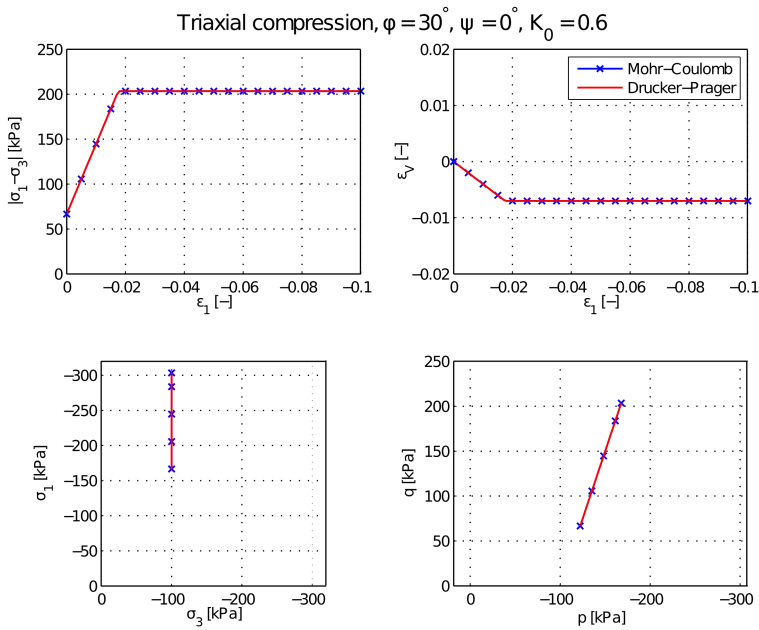 Triaxial compression, φ = 30°, ψ = 0°, K₀ = 0.6
250
200
150
100
50
0
|σ₁−σ₃| [kPa]
0 −0.02 −0.04 −0.06 −0.08 −0.1
ε₁ [−]
0.02
0.01
0
−0.01
−0.02
ε_V [−]
Mohr−Coulomb
Drucker−Prager
0 −0.02 −0.04 −0.06 −0.08 −0.1
ε₁ [−]
−300
−250
−200
−150
−100
−50
0
σ₁ [kPa]
0 −100 −200 −300
σ₃ [kPa]
250
200
150
100
50
0
q [kPa]
0 −100 −200 −300
p [kPa]